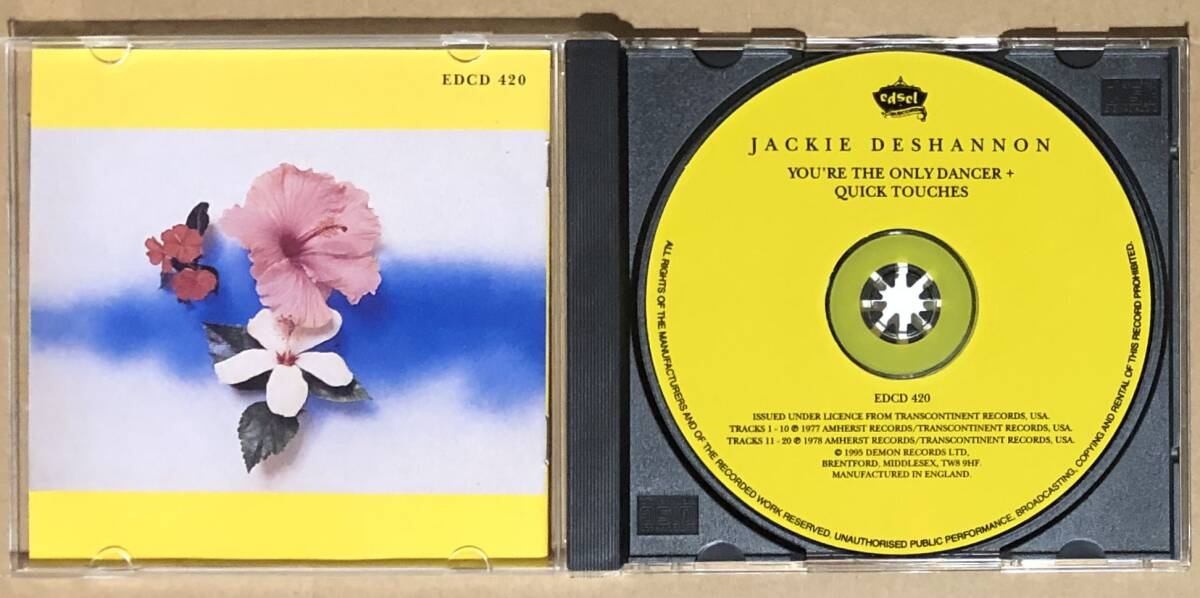 EDCD 420
edsel
JACKIE DESHANNON
YOU'RE THE ONLY DANCER +
QUICK TOUCHES
EDCD 420
ISSUED UNDER LICENCE FROM TRANSCONTINENT RECORDS, USA.
TRACKS 1 - 10 ℗ 1977 AMHERST RECORDS/TRANSCONTINENT RECORDS, USA.
TRACKS 11 - 20 ℗ 1978 AMHERST RECORDS/TRANSCONTINENT RECORDS, USA.
© 1995 DEMON RECORDS LTD,
BRENTFORD, MIDDLESEX, TW8 9HF.
MANUFACTURED IN ENGLAND.
ALL RIGHTS OF THE MANUFACTURERS AND OF THE RECORDED WORK RESERVED. UNAUTHORISED PUBLIC PERFORMANCE, BROADCASTING, COPYING AND RENTAL OF THIS RECORD PROHIBITED.